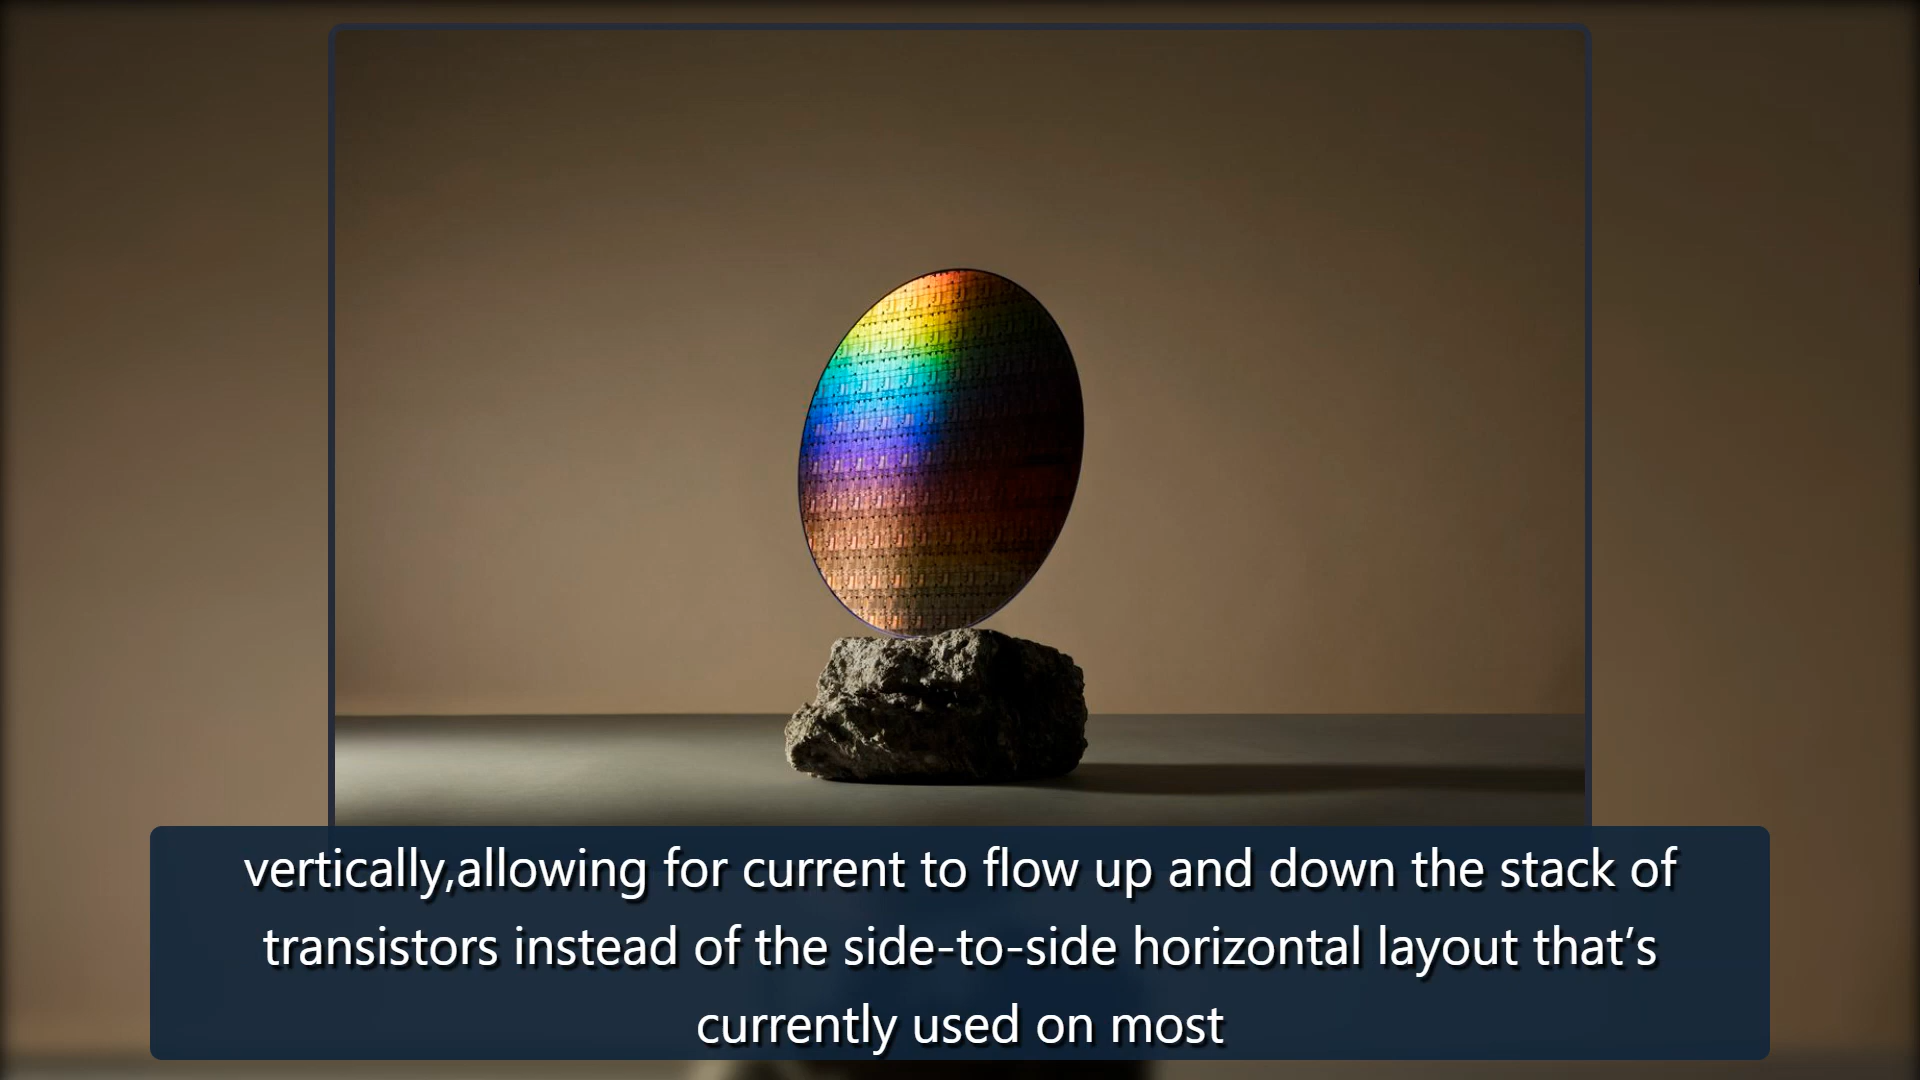 vertically,allowing for current to flow up and down the stack of
transistors instead of the side-to-side horizontal layout that's
currently used on most